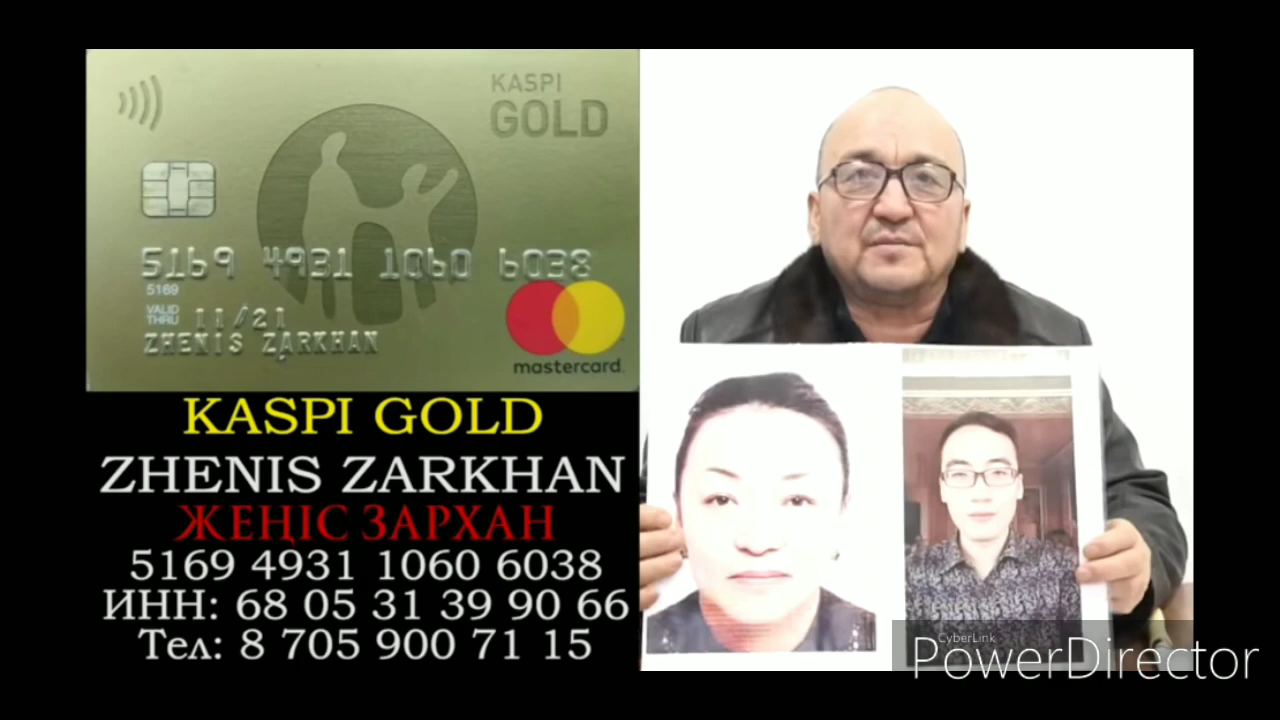 KASPI
GOLD
5169 4931 1060 6038
5169
VALID
THRU 11/21
ZHENIS ZARKHAN
mastercard.
KASPI GOLD
ZHENIS ZARKHAN
ЖЕҢІС ЗАРХАН
5169 4931 1060 6038
ИНН: 68 05 31 39 90 66
Тел: 8 705 900 71 15
CyberLink
PowerDirector